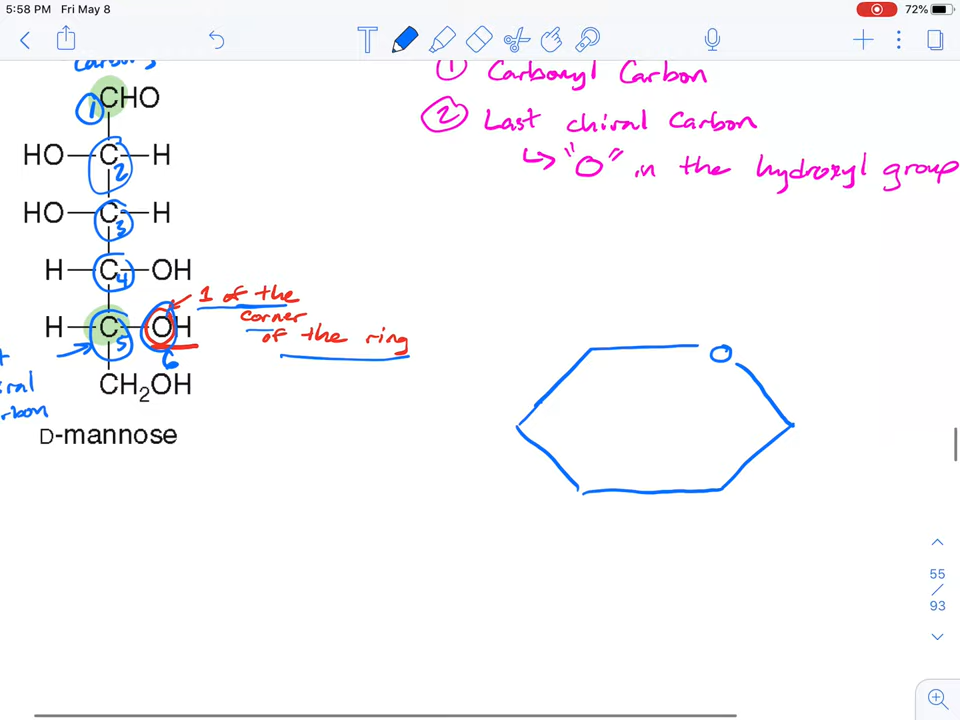 5:58 PM Fri May 8
72%
T
carbons
① Carbonyl Carbon
② Last chiral Carbon
↳ "O" in the hydroxyl group
1 CHO
HO—C—H
2
HO—C—H
3
H—C—OH
4
1 of the
corner
of the ring
H—C—OH
5
6
CH₂OH
D-mannose
O
55
/
93